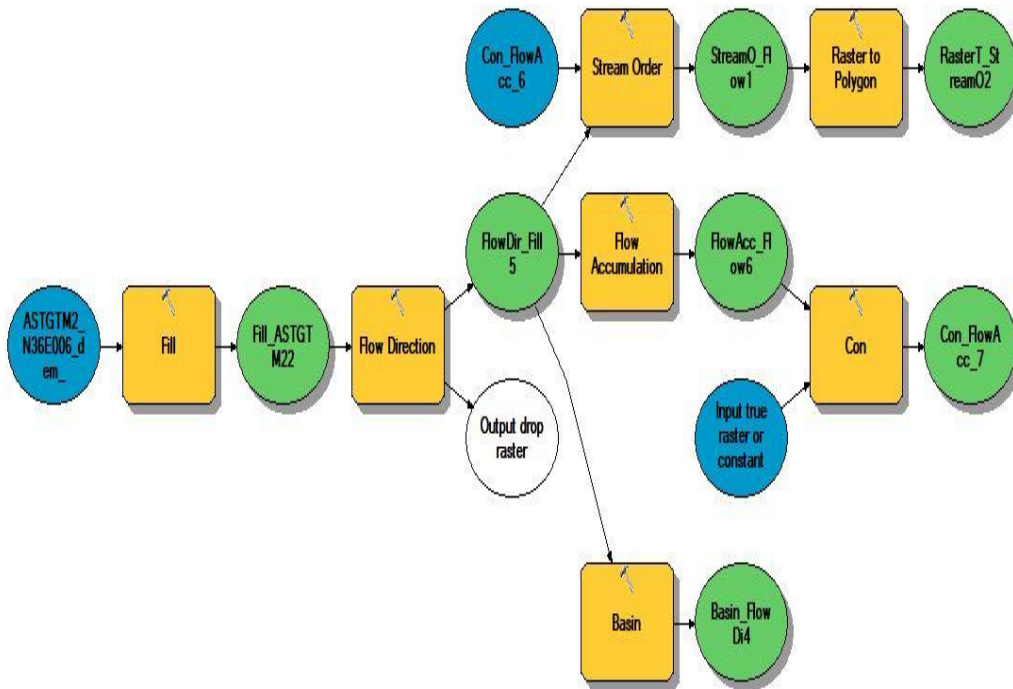 Con_FlowA
cc_6
Stream Order
StreamO_Fl
ow1
Raster to
Polygon
RasterT_St
reamO2
FlowDir_Fill
5
Flow
Accumulation
FlowAcc_Fl
ow6
ASTGTM2_
N36E006_d
em_
Fill
Fill_ASTGT
M22
Flow Direction
Con
Con_FlowA
cc_7
Output drop
raster
Input true
raster or
constant
Basin
Basin_Flow
Di4